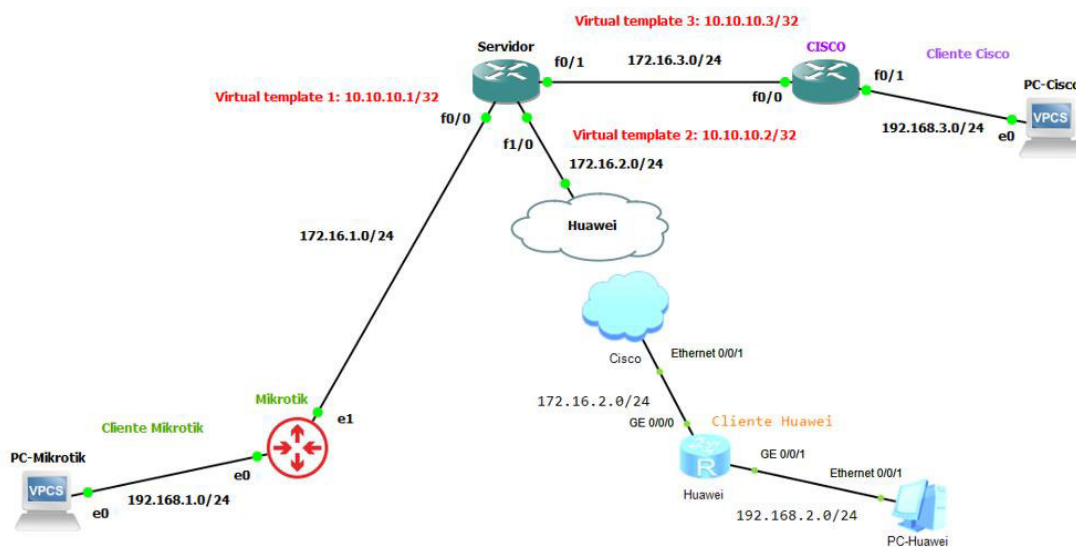 Virtual template 3: 10.10.10.3/32
Servidor
CISCO
Cliente Cisco
f0/1
172.16.3.0/24
f0/0
f0/1
PC-Cisco
VPCS
e0
192.168.3.0/24
Virtual template 1: 10.10.10.1/32
f0/0
f1/0
Virtual template 2: 10.10.10.2/32
172.16.2.0/24
Huawei
172.16.1.0/24
Cisco
Ethernet 0/0/1
172.16.2.0/24
GE 0/0/0
Cliente Huawei
Huawei
R
GE 0/0/1
Ethernet 0/0/1
192.168.2.0/24
PC-Huawei
Mikrotik
e1
Cliente Mikrotik
PC-Mikrotik
VPCS
e0
192.168.1.0/24
e0